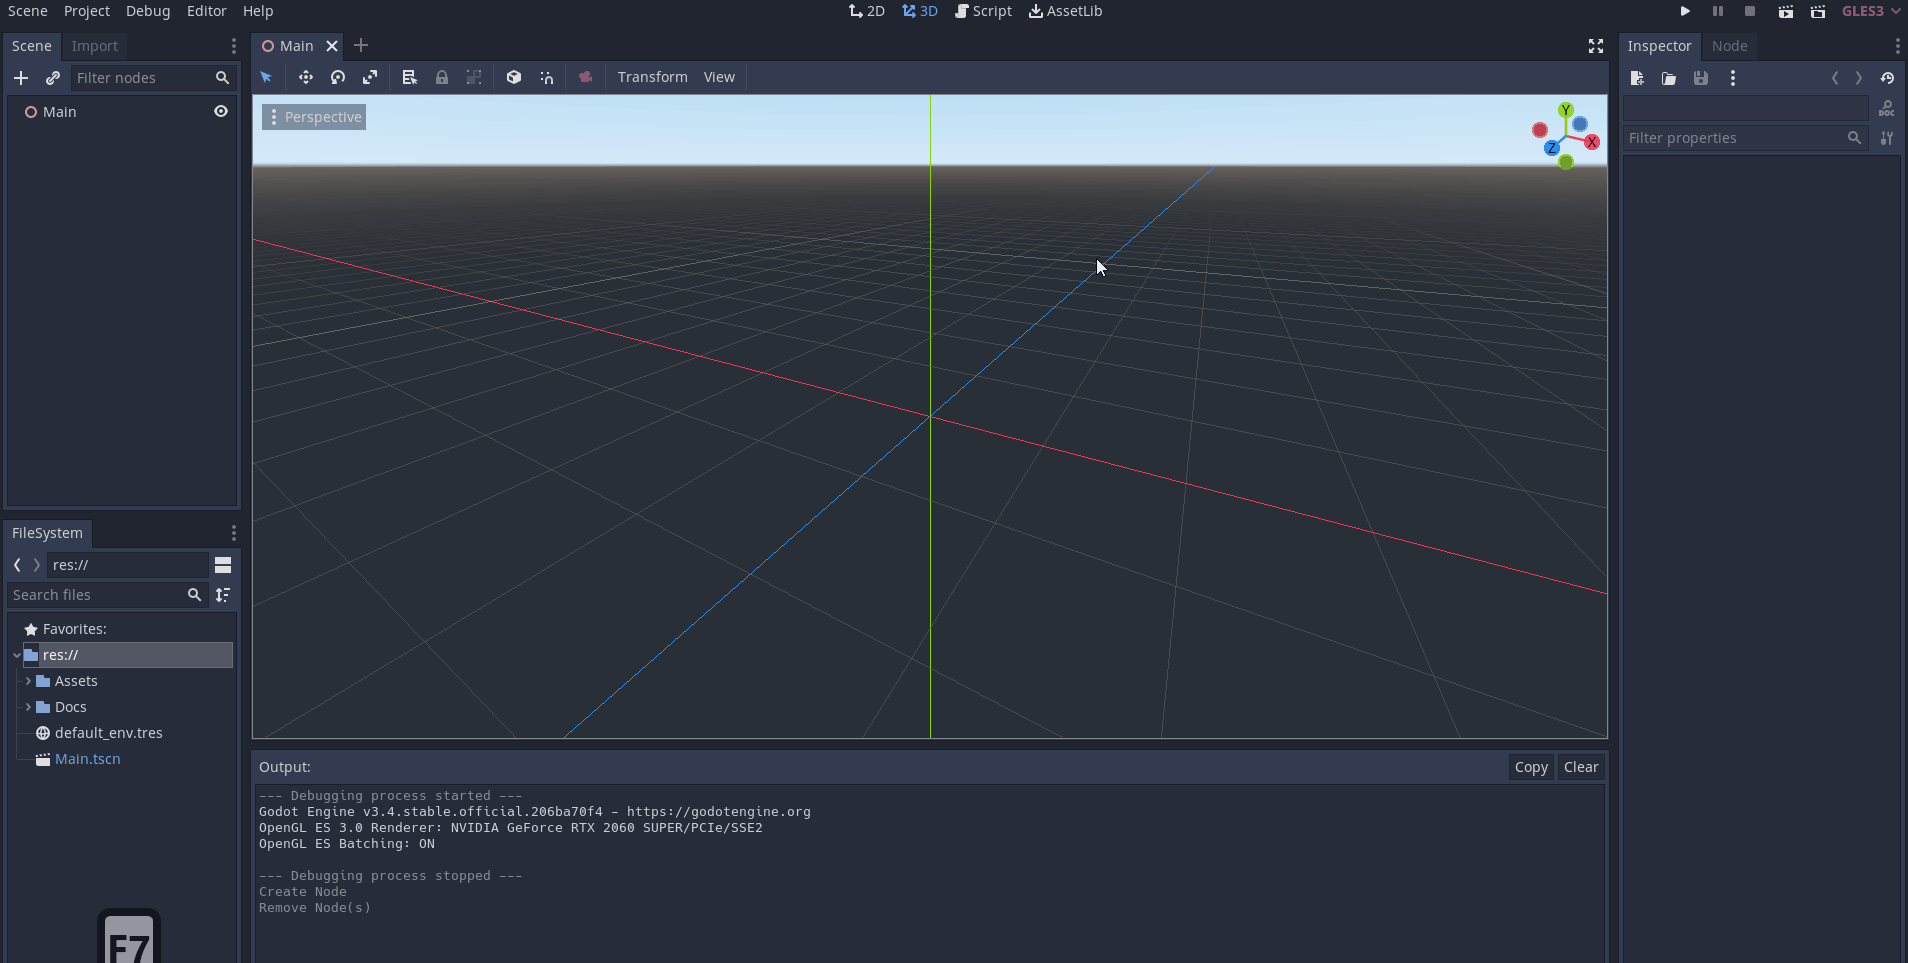 Scene Project Debug Editor Help
2D 3D Script AssetLib
GLES3
Scene Import
Filter nodes
Main
Main
Transform View
Perspective
Y
X
Z
Inspector Node
DOC
Filter properties
FileSystem
res://
Search files
Favorites:
res://
Assets
Docs
default_env.tres
Main.tscn
F7
Output:
Copy Clear
--- Debugging process started ---
Godot Engine v3.4.stable.official.206ba70f4 - https://godotengine.org
OpenGL ES 3.0 Renderer: NVIDIA GeForce RTX 2060 SUPER/PCIe/SSE2
OpenGL ES Batching: ON
--- Debugging process stopped ---
Create Node
Remove Node(s)